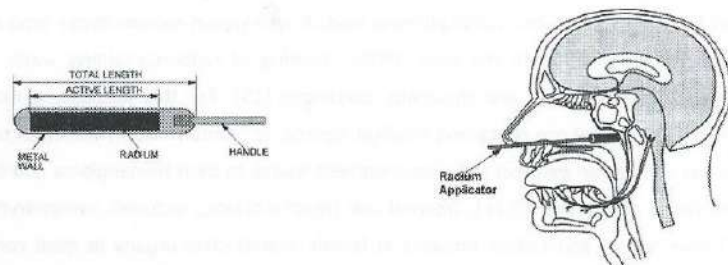 TOTAL LENGTH
ACTIVE LENGTH
METAL
WALL
RADIUM
HANDLE
Radium
Applicator